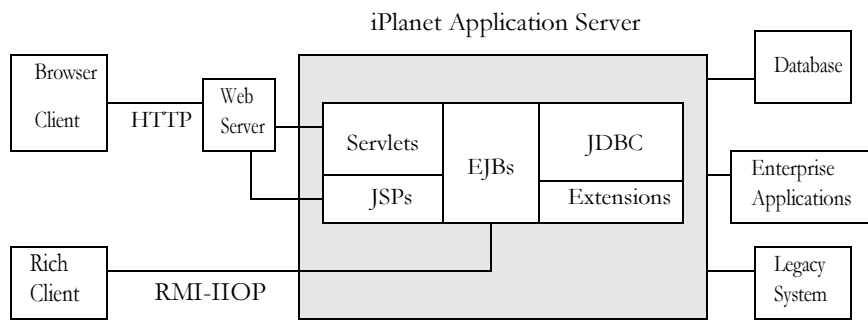 iPlanet Application Server
Browser
Client
HTTP
Web
Server
Servlets
JSPs
EJBs
JDBC
Extensions
Database
Enterprise
Applications
Rich
Client
RMI-IIOP
Legacy
System